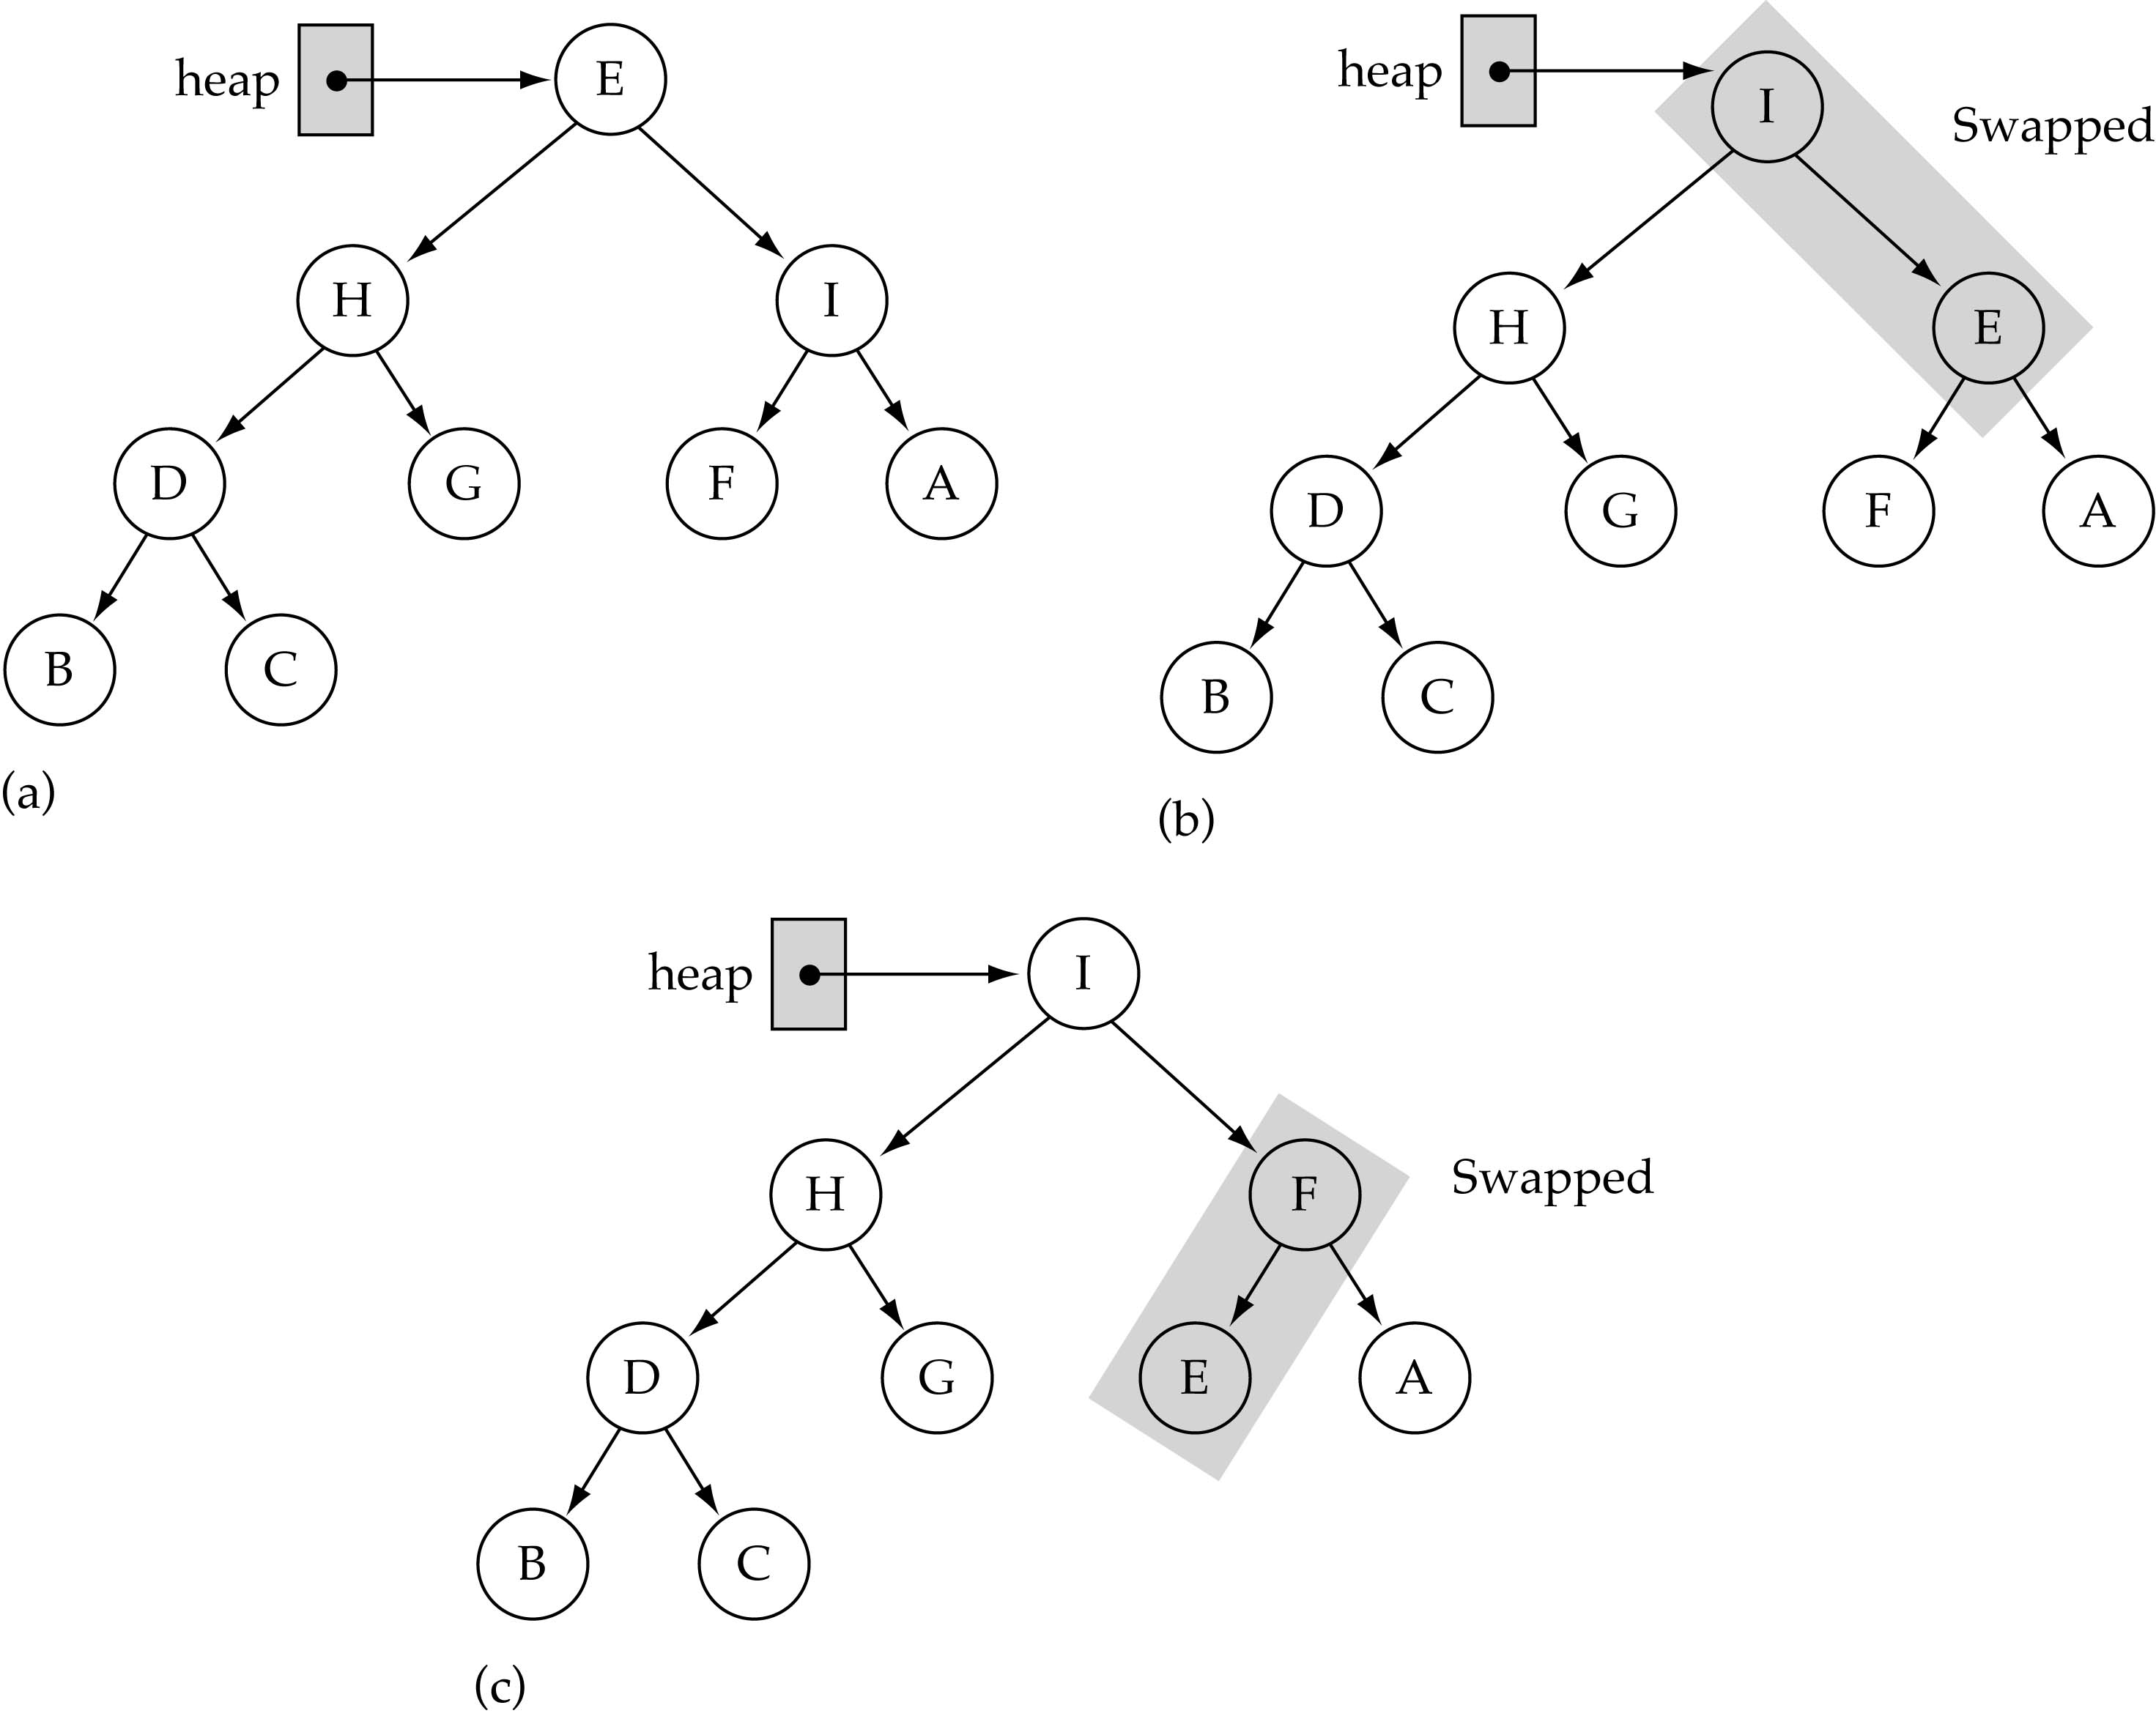 heap E
H I
D G F A
B C
(a)
heap I Swapped
H E
D G F A
B C
(b)
heap I
H F Swapped
D G E A
B C
(c)